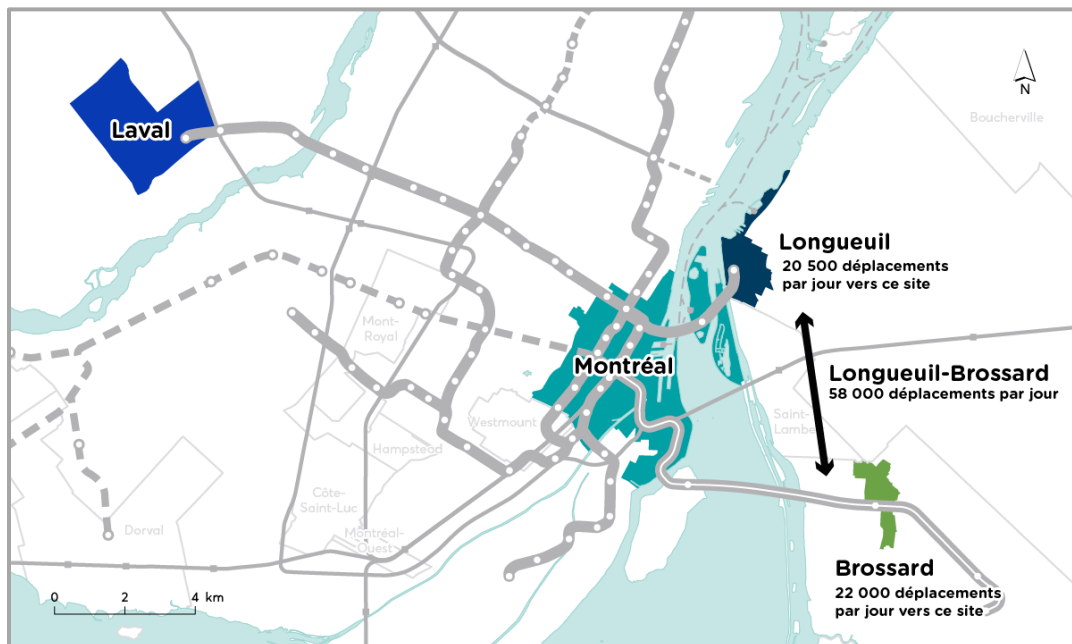 N
Boucherville
Laval
Longueuil
20 500 déplacements
par jour vers ce site
Mont-
Royal
Montréal
Longueuil-Brossard
58 000 déplacements par jour
Westmount
Saint-
Lambe
Hampstead
Côte-
Saint-Luc
Dorval
Montréal-
Ouest
Brossard
22 000 déplacements
par jour vers ce site
0 2 4 km